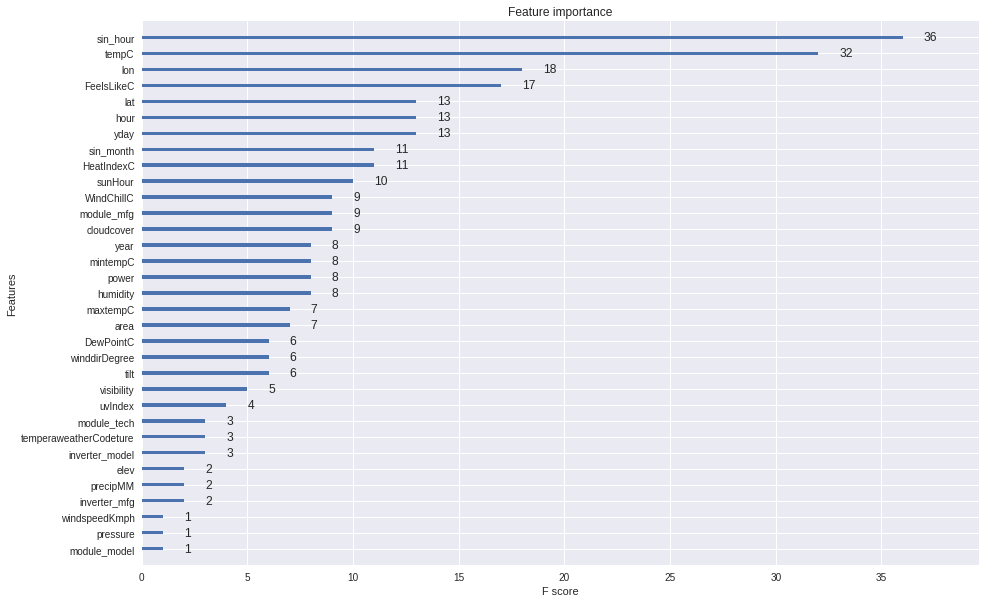 Feature importance
sin_hour 36
tempC 32
lon 18
FeelsLikeC 17
lat 13
hour 13
yday 13
sin_month 11
HeatIndexC 11
sunHour 10
WindChillC 9
module_mfg 9
cloudcover 9
year 8
mintempC 8
power 8
humidity 8
maxtempC 7
area 7
DewPointC 6
winddirDegree 6
tilt 6
visibility 5
uvIndex 4
module_tech 3
temperaweatherCodeture 3
inverter_model 3
elev 2
precipMM 2
inverter_mfg 2
windspeedKmph 1
pressure 1
module_model 1
Features
0 5 10 15 20 25 30 35
F score